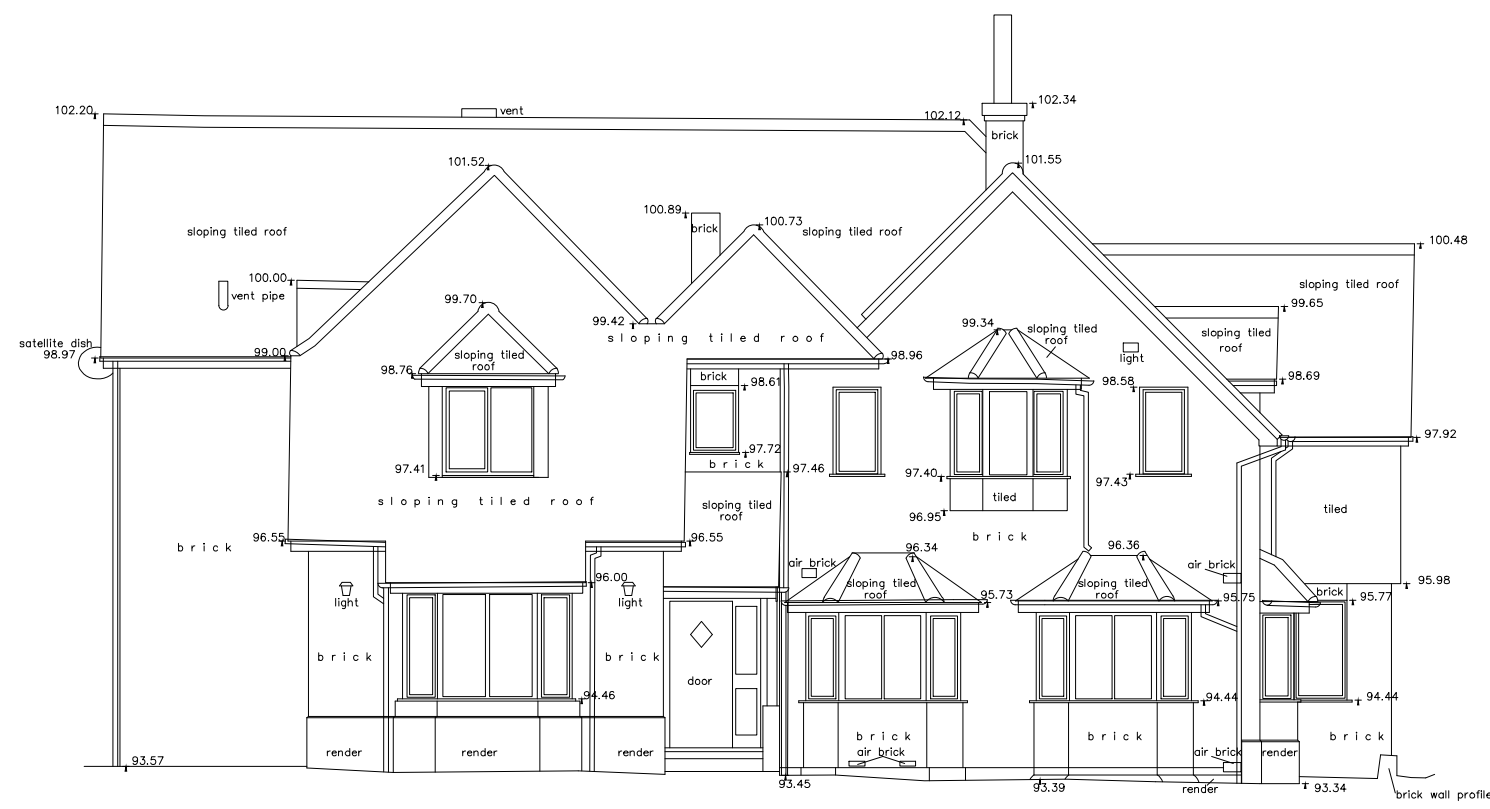 102.34
102.20
vent
102.12
brick
101.52
101.55
100.89
brick
100.73
sloping tiled roof
sloping tiled roof
100.48
100.00
vent pipe
sloping tiled roof
99.70
99.65
99.42
99.34
sloping tiled
roof
sloping tiled roof
sloping tiled
roof
satellite dish
98.97
99.00
sloping tiled
roof
98.96
light
98.76
brick
98.61
98.58
98.69
97.92
97.72
brick
97.41
97.46
97.40
97.43
sloping tiled roof
sloping tiled
roof
tiled
tiled
96.95
96.55
96.55
brick
brick
96.34
96.36
air brick
air brick
96.00
95.98
sloping tiled
roof
sloping tiled
roof
light
light
95.73
95.75
brick
95.77
brick
brick
door
94.46
94.44
94.44
brick
brick
brick
render
render
render
air brick
air brick
render
93.57
93.45
93.39
render
93.34
brick wall profile